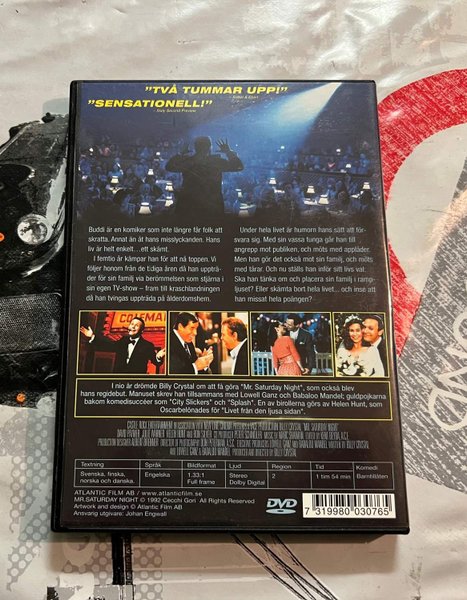 "TVÅ TUMMAR UPP!"
"SENSATIONELL!"
Buddi är en komiker som inte längre får folk att
skratta. Annat än åt hans misslyckanden. Hans
liv är helt enkelt...ett skämt.
I femtio år kämpar han för att nå toppen. Vi
följer honom från de tidiga åren då han uppträ-
der för sin familj via berömmelsen som stjärna i
sin egen TV-show – fram till kraschlandningen
då han tvingas uppträda på ålderdomshem.
Under hela livet är humorn hans sätt att för-
svara sig. Med sin vassa tunga går han till
angrepp mot publiken, och möts med applåder.
Men han gör det också mot sin familj, och möts
med tårar. Och nu ställs han inför sitt livs val.
Ska han tänka om och placera sin familj i ramp-
ljuset? Eller skämta bort hela livet...och inse att
han missat hela poängen?
I nio år drömde Billy Crystal om att få göra "Mr. Saturday Night", som också blev
hans regidebut. Manuset skrev han tillsammans med Lowell Ganz och Babaloo Mandel; guldpojkarna
bakom komedisuccéer som "City Slickers" och "Splash". En av birollerna görs av Helen Hunt, som
Oscarbelönades för "Livet från den ljusa sidan".
Textning Språk Bildformat Ljud Region Tid Komedi
Svenska, finska, Engelska 1.33:1 Stereo 2 1 tim 54 min Barntillåten
norska och danska. Full frame Dolby Digital
ATLANTIC FILM AB / www.atlanticfilm.se
MR.SATURDAY NIGHT © 1992 Cecchi Gori All Rights Reserved
Artwork and design © Atlantic Film AB
Ansvarig utgivare: Johan Engwall
DVD
VIDEO
7 319980 030765